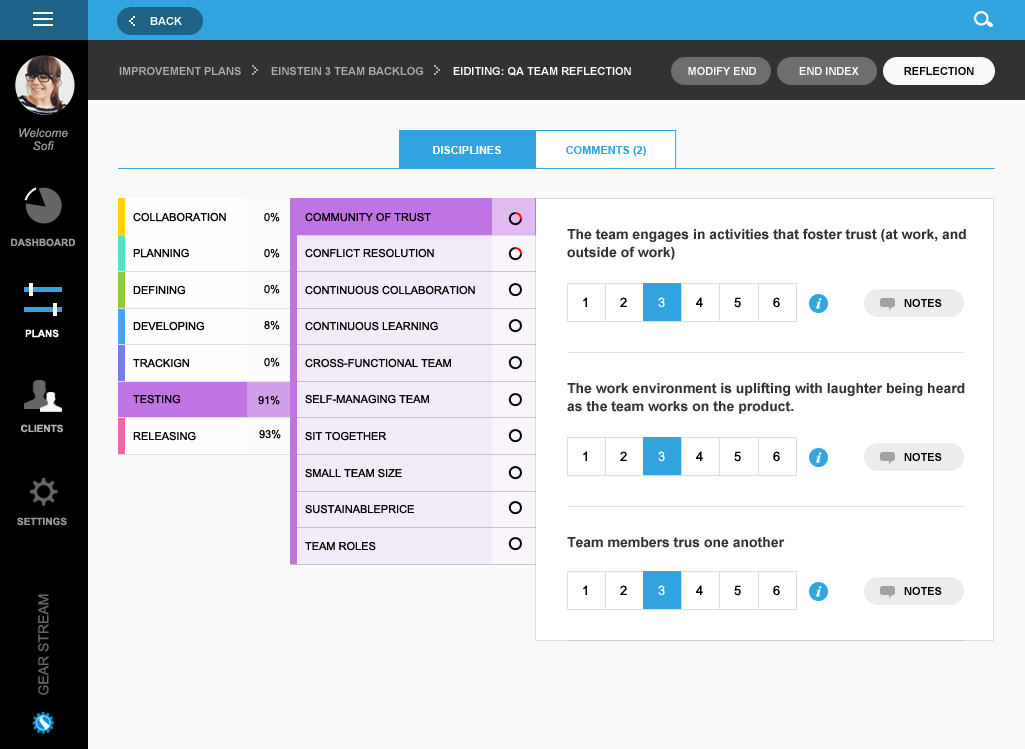 BACK
IMPROVEMENT PLANS
EINSTEIN 3 TEAM BACKLOG
EIDITING: QA TEAM REFLECTION
MODIFY END
END INDEX
REFLECTION
Welcome
Sofi
DASHBOARD
PLANS
CLIENTS
SETTINGS
GEAR STREAM
DISCIPLINES
COMMENTS (2)
COLLABORATION 0%
PLANNING 0%
DEFINING 0%
DEVELOPING 8%
TRACKIGN 0%
TESTING 91%
RELEASING 93%
COMMUNITY OF TRUST
CONFLICT RESOLUTION
CONTINUOUS COLLABORATION
CONTINUOUS LEARNING
CROSS-FUNCTIONAL TEAM
SELF-MANAGING TEAM
SIT TOGETHER
SMALL TEAM SIZE
SUSTAINABLEPRICE
TEAM ROLES
The team engages in activities that foster trust (at work, and
outside of work)
1 2 3 4 5 6 i NOTES
The work environment is uplifting with laughter being heard
as the team works on the product.
1 2 3 4 5 6 i NOTES
Team members trus one another
1 2 3 4 5 6 i NOTES